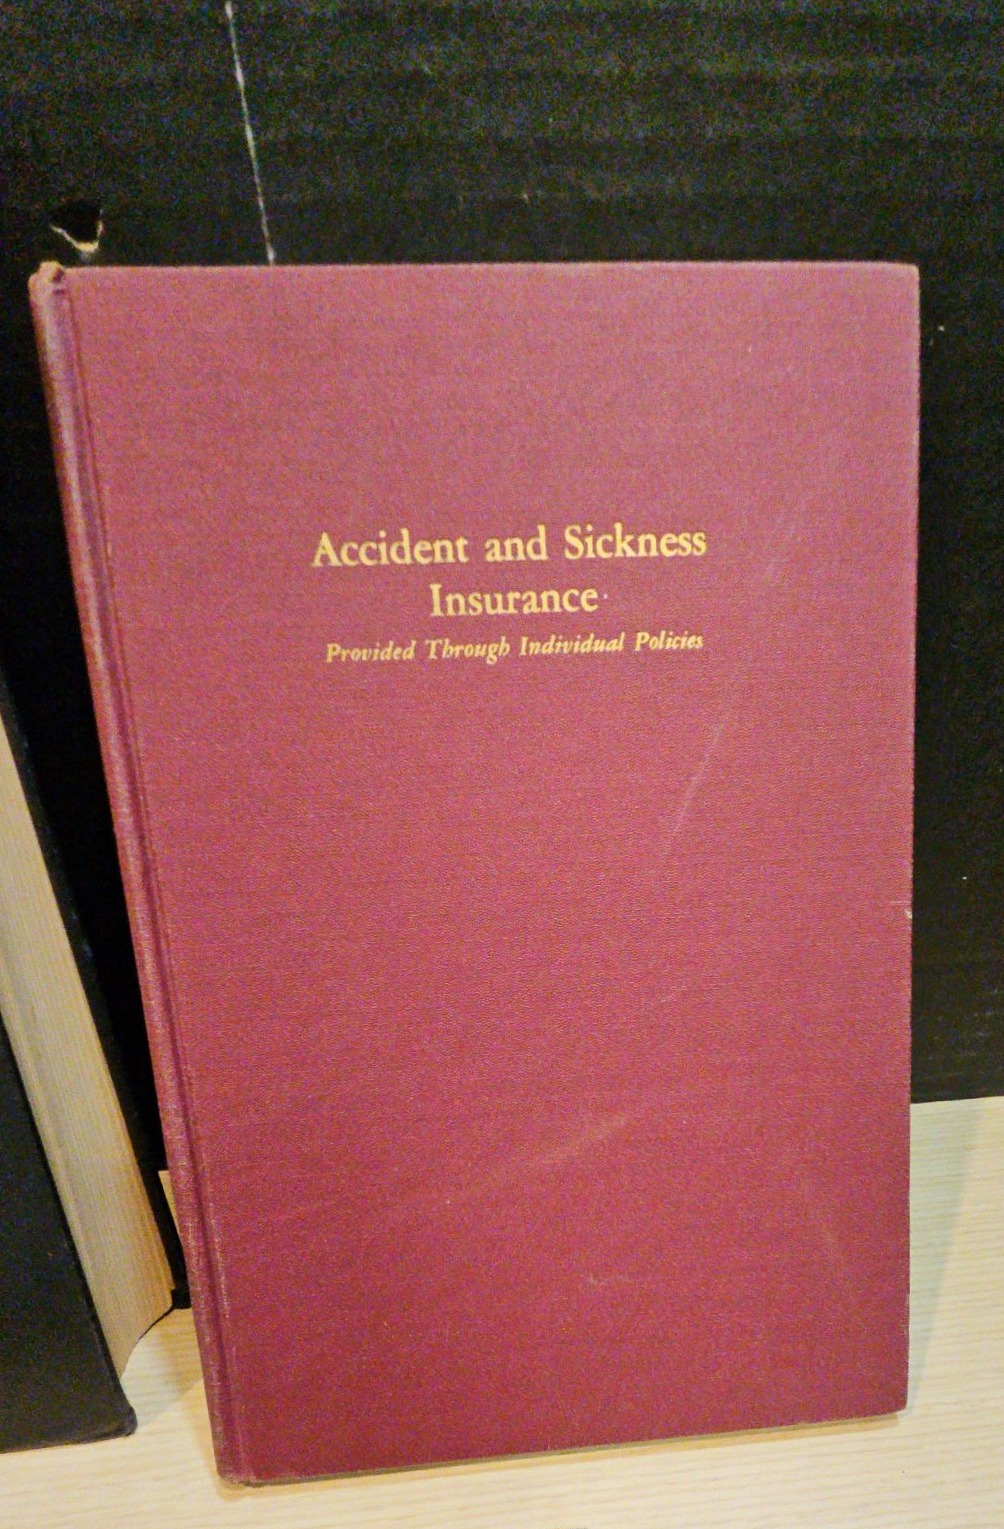 Accident and Sickness
Insurance
Provided Through Individual Policies